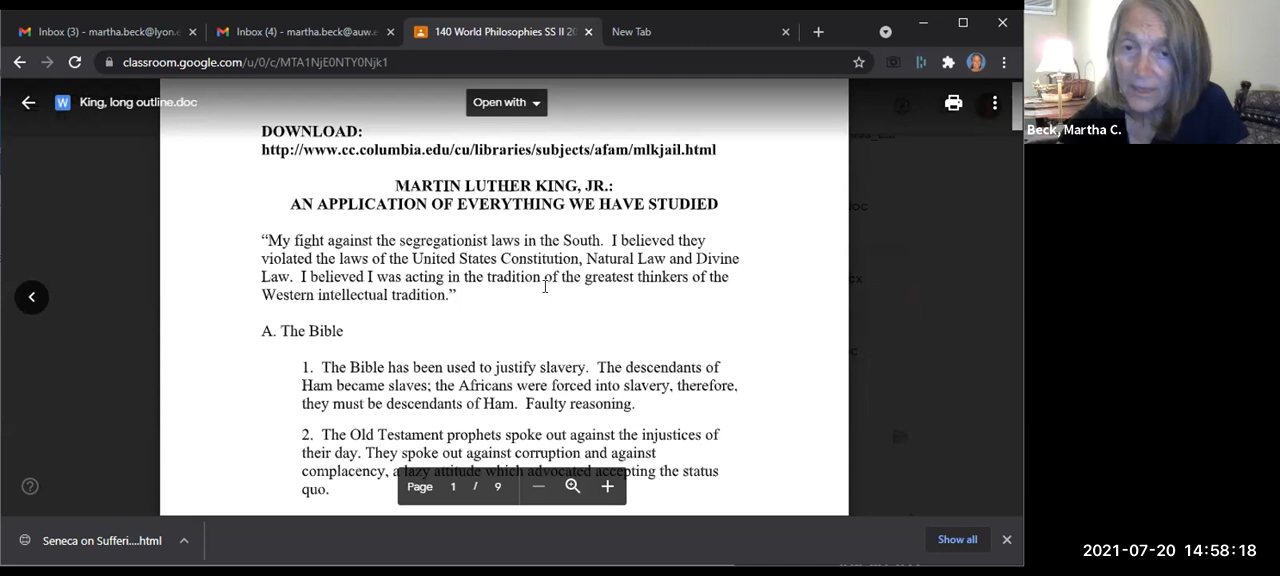 Inbox (3) - martha.beck@lyon.e
Inbox (4) - martha.beck@auw.e
140 World Philosophies SS II 20
New Tab
classroom.google.com/u/0/c/MTA1NjE0NTY0Njk1
King, long outline.doc
Open with
Beck, Martha C.
DOWNLOAD:
http://www.cc.columbia.edu/cu/libraries/subjects/afam/mlkjail.html
MARTIN LUTHER KING, JR.:
AN APPLICATION OF EVERYTHING WE HAVE STUDIED
“My fight against the segregationist laws in the South. I believed they
violated the laws of the United States Constitution, Natural Law and Divine
Law. I believed I was acting in the tradition of the greatest thinkers of the
Western intellectual tradition.”
A. The Bible
1. The Bible has been used to justify slavery. The descendants of
Ham became slaves; the Africans were forced into slavery, therefore,
they must be descendants of Ham. Faulty reasoning.
2. The Old Testament prophets spoke out against the injustices of
their day. They spoke out against corruption and against
complacency, a lazy attitude which advocated accepting the status
quo.
Page 1 / 9
Seneca on Sufferi....html
Show all
2021-07-20 14:58:18